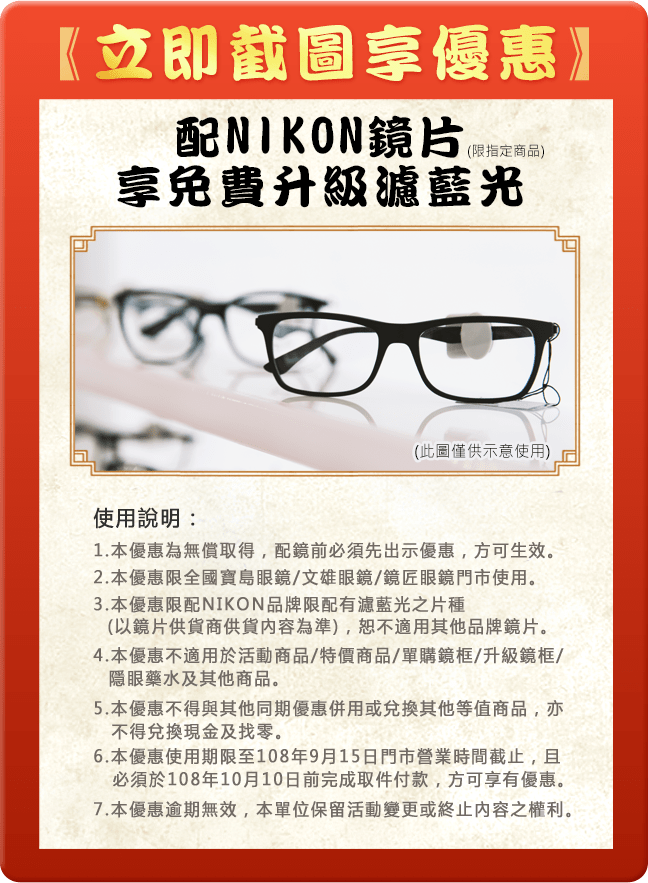 《立即截圖享優惠》
配NIKON鏡片(限指定商品)
享免費升級濾藍光
(此圖僅供示意使用)
使用說明：
1.本優惠為無償取得，配鏡前必須先出示優惠，方可生效。
2.本優惠限全國寶島眼鏡/文雄眼鏡/鏡匠眼鏡門市使用。
3.本優惠限配NIKON品牌限配有濾藍光之片種
(以鏡片供貨商供貨內容為準)，恕不適用其他品牌鏡片。
4.本優惠不適用於活動商品/特價商品/單購鏡框/升級鏡框/
隱眼藥水及其他商品。
5.本優惠不得與其他同期優惠併用或兌換其他等值商品，亦
不得兌換現金及找零。
6.本優惠使用期限至108年9月15日門市營業時間截止，且
必須於108年10月10日前完成取件付款，方可享有優惠。
7.本優惠逾期無效，本單位保留活動變更或終止內容之權利。